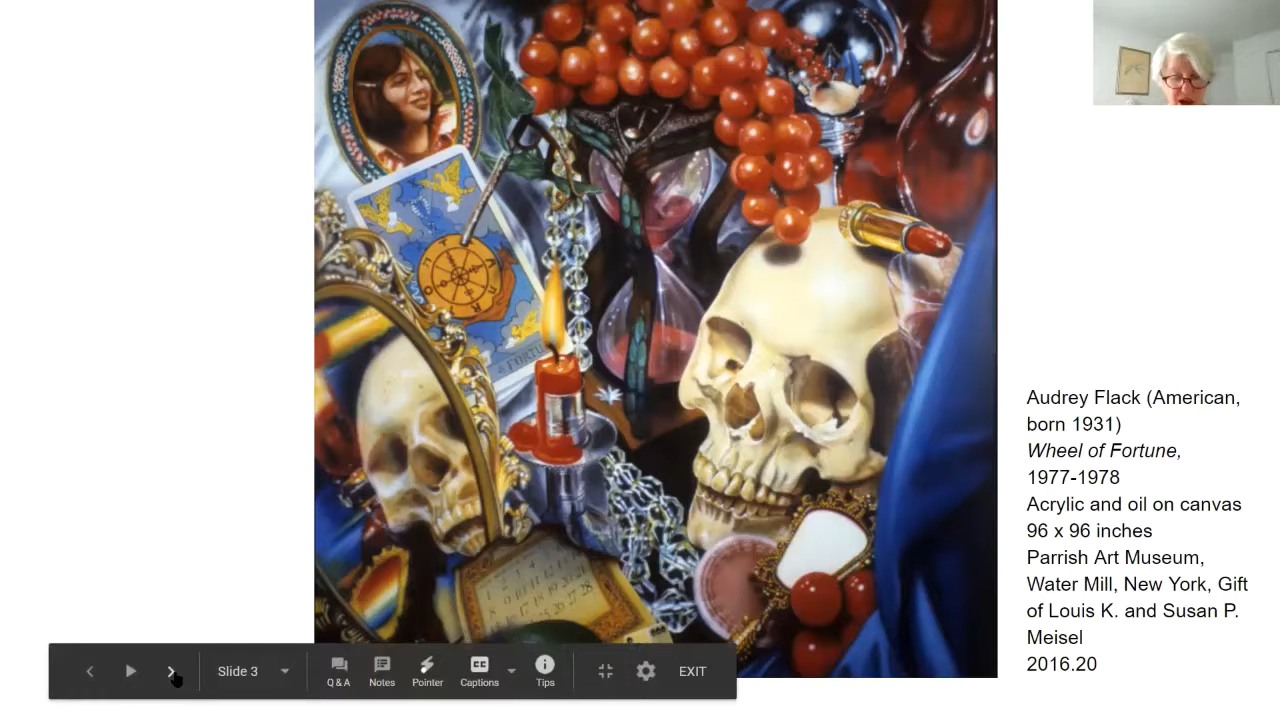 Audrey Flack (American,
born 1931)
Wheel of Fortune,
1977-1978
Acrylic and oil on canvas
96 x 96 inches
Parrish Art Museum,
Water Mill, New York, Gift
of Louis K. and Susan P.
Meisel
2016.20
Slide 3
Q & A
Notes
Pointer
CC
Captions
Tips
EXIT